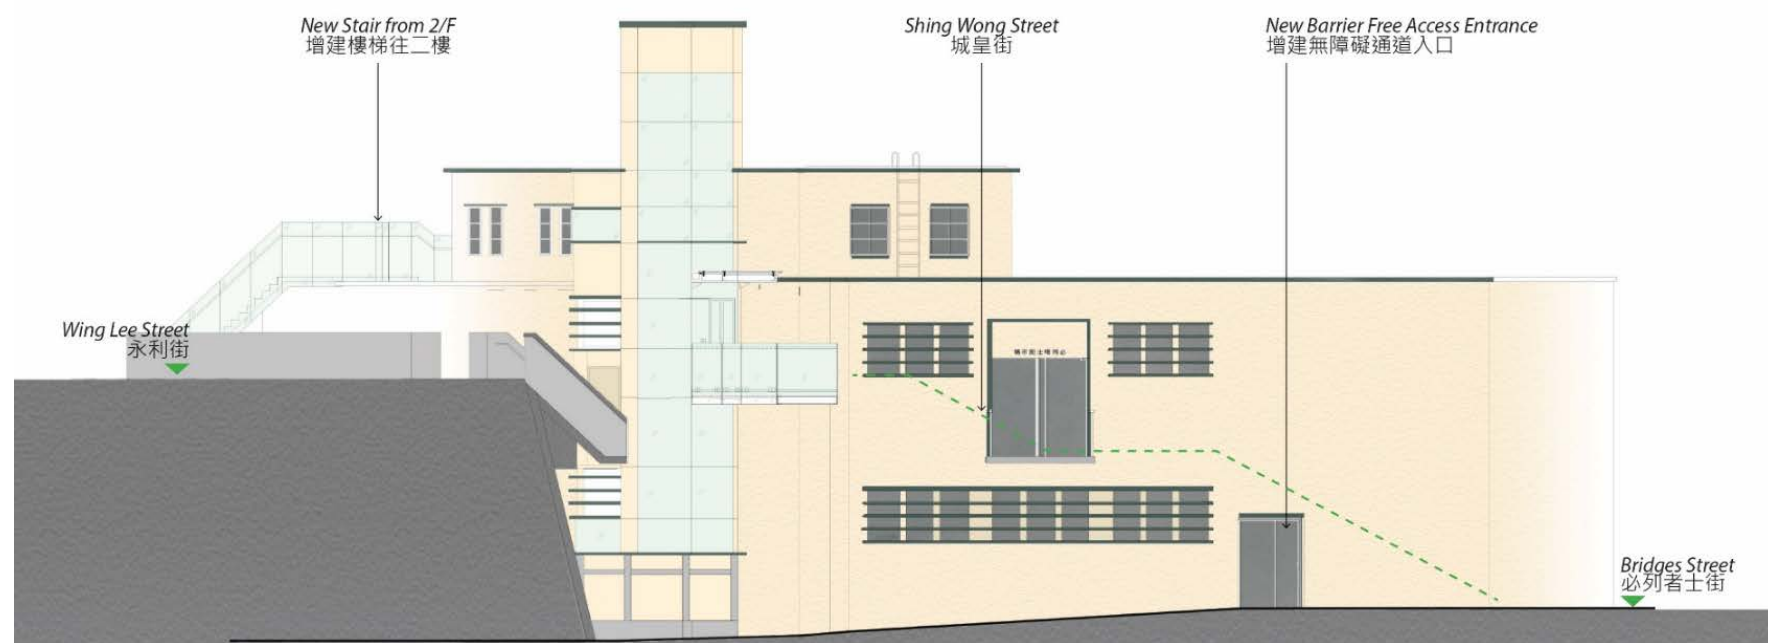 New Stair from 2/F
增建樓梯往二樓
Shing Wong Street
城皇街
New Barrier Free Access Entrance
增建無障礙通道入口
Wing Lee Street
永利街
Bridges Street
必列者士街